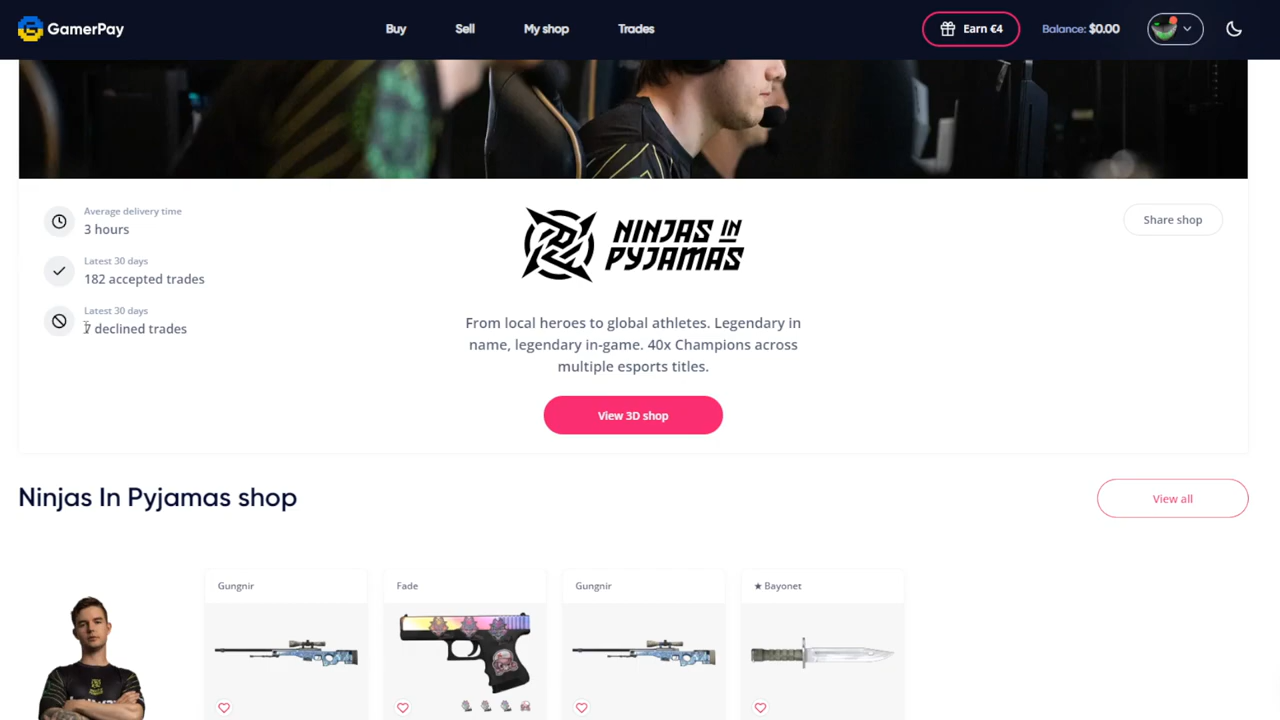 GamerPay
Buy
Sell
My shop
Trades
Earn €4
Balance: $0.00
Average delivery time
3 hours
Latest 30 days
182 accepted trades
Latest 30 days
7 declined trades
NINJAS IN
PYJAMAS
Share shop
From local heroes to global athletes. Legendary in
name, legendary in-game. 40x Champions across
multiple esports titles.
View 3D shop
Ninjas In Pyjamas shop
View all
Gungnir
Fade
Gungnir
★ Bayonet